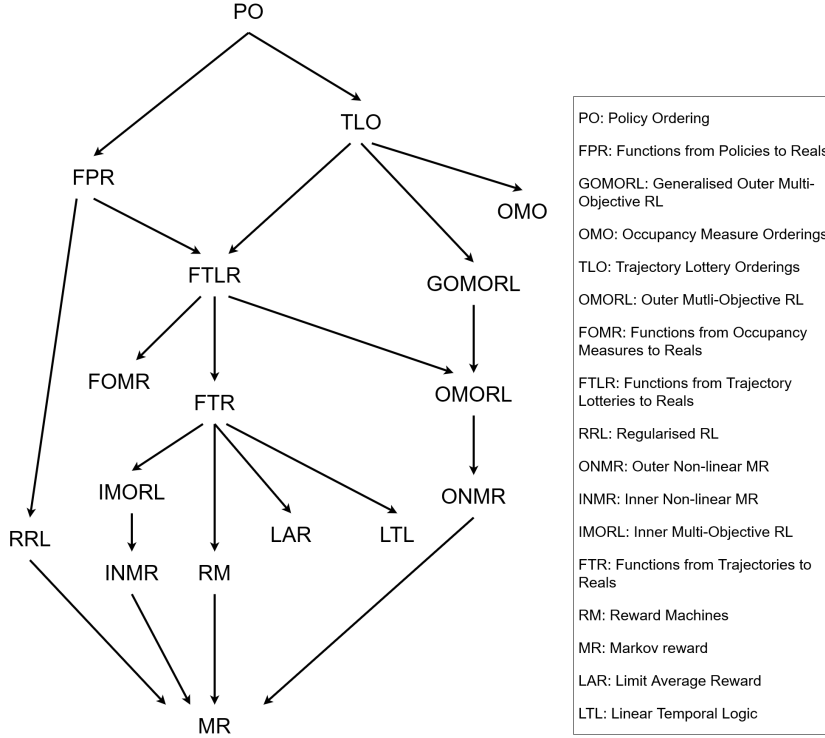 PO
TLO
FPR
OMO
FTLR
GOMORL
FOMR
FTR
OMORL
IMORL
ONMR
RRL
LAR
LTL
INMR
RM
MR
PO: Policy Ordering
FPR: Functions from Policies to Reals
GOMORL: Generalised Outer Multi-
Objective RL
OMO: Occupancy Measure Orderings
TLO: Trajectory Lottery Orderings
OMORL: Outer Mutli-Objective RL
FOMR: Functions from Occupancy
Measures to Reals
FTLR: Functions from Trajectory
Lotteries to Reals
RRL: Regularised RL
ONMR: Outer Non-linear MR
INMR: Inner Non-linear MR
IMORL: Inner Multi-Objective RL
FTR: Functions from Trajectories to
Reals
RM: Reward Machines
MR: Markov reward
LAR: Limit Average Reward
LTL: Linear Temporal Logic